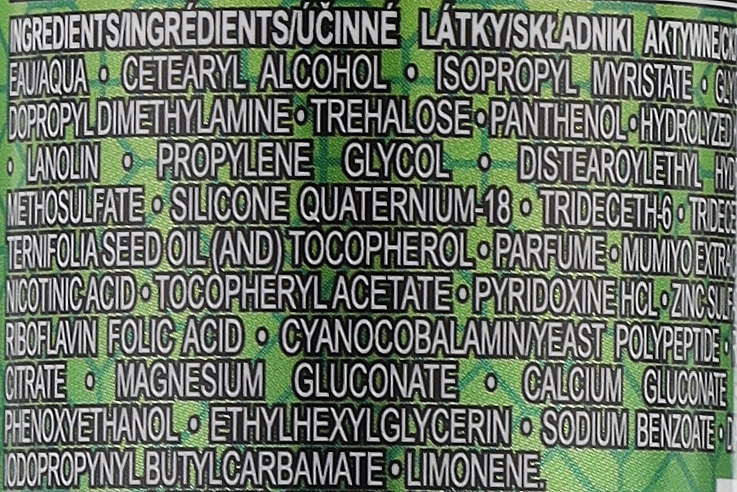 INGREDIENTS/INGRÉDIENTS/ÚČINNÉ LÁTKY/SKŁADNIKI AKTYWNE
EAU/AQUA • CETEARYL ALCOHOL • ISOPROPYL MYRISTATE •
DOPROPYL DIMETHYLAMINE • TREHALOSE • PANTHENOL • HYDROLYZED
• LANOLIN • PROPYLENE GLYCOL • DISTEAROYLETHYL
METHOSULFATE • SILICONE QUATERNIUM-18 • TRIDECETH-6 •
TERNIFOLIA SEED OIL (AND) TOCOPHEROL • PARFUME • MUMIYO
NICOTINIC ACID • TOCOPHERYL ACETATE • PYRIDOXINE HCL • ZINC
RIBOFLAVIN FOLIC ACID • CYANOCOBALAMIN/YEAST POLYPEPTIDE •
CITRATE • MAGNESIUM GLUCONATE • CALCIUM GLUCONATE
PHENOXYETHANOL • ETHYLHEXYLGLYCERIN • SODIUM BENZOATE •
IODOPROPYNYL BUTYLCARBAMATE • LIMONENE.